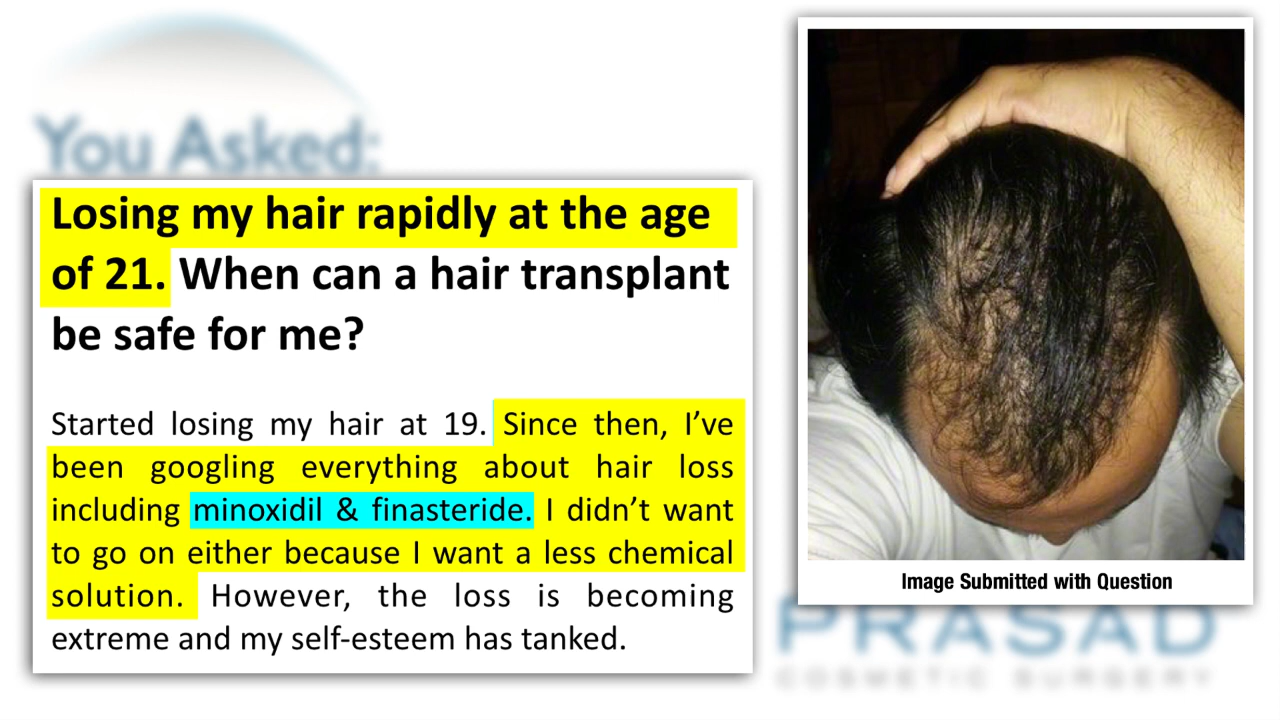 You Asked:
Losing my hair rapidly at the age
of 21. When can a hair transplant
be safe for me?
Started losing my hair at 19. Since then, I’ve
been googling everything about hair loss
including minoxidil & finasteride. I didn’t want
to go on either because I want a less chemical
solution. However, the loss is becoming
extreme and my self-esteem has tanked.
Image Submitted with Question
PRASAD
COSMETIC SURGERY